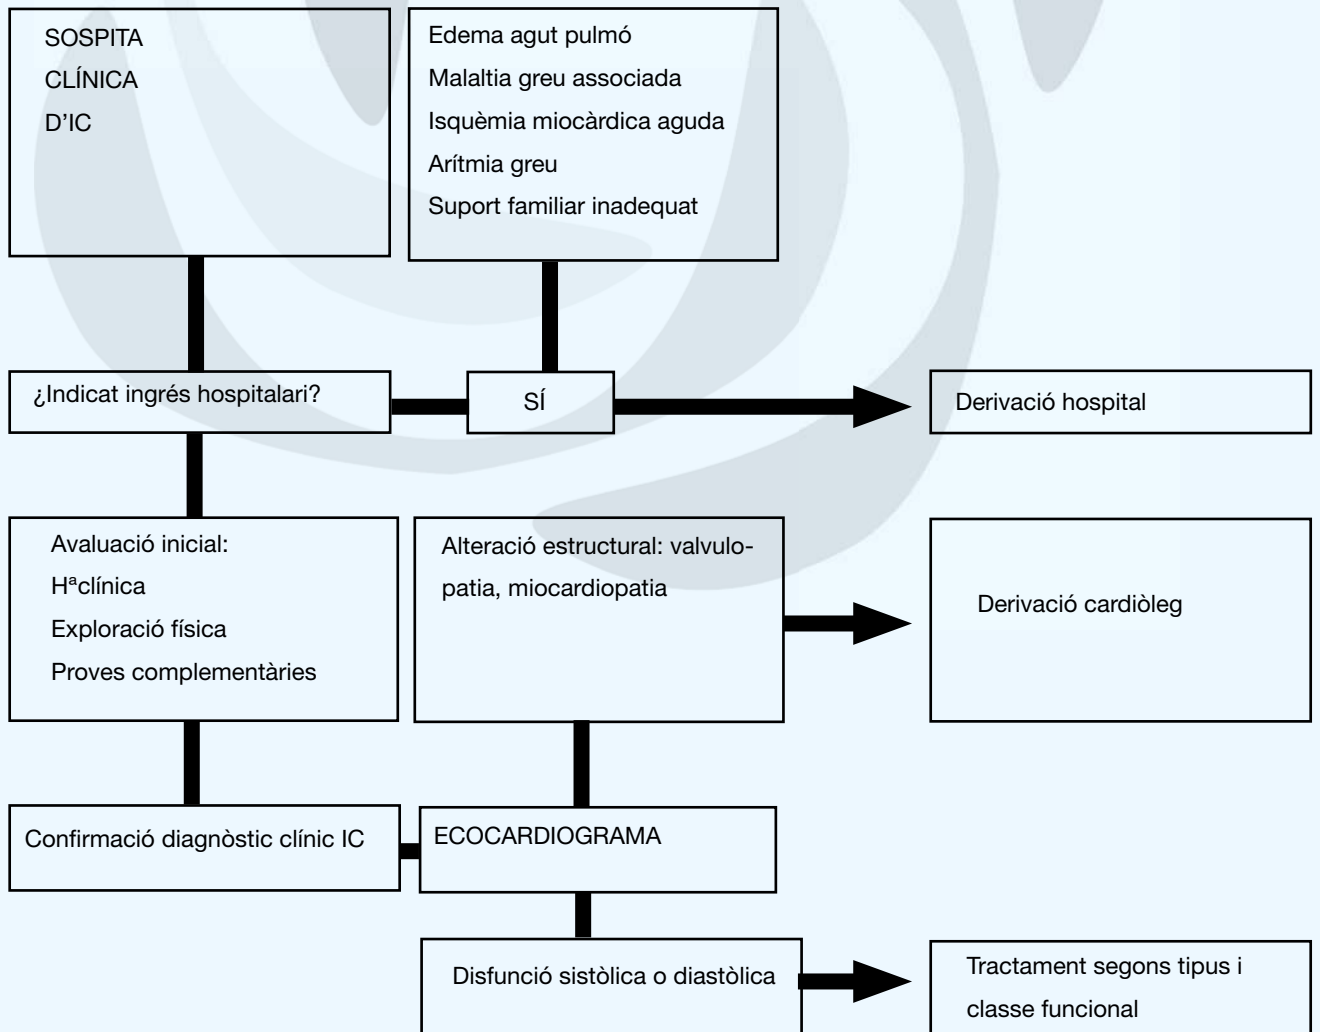 SOSPITA
CLÍNICA
D’IC
Edema agut pulmó
Malaltia greu associada
Isquèmia miocàrdica aguda
Arítmia greu
Suport familiar inadequat
¿Indicat ingrés hospitalari?
SÍ
Derivació hospital
Avaluació inicial:
Hªclínica
Exploració física
Proves complementàries
Alteració estructural: valvulo-
patia, miocardiopatia
Derivació cardiòleg
Confirmació diagnòstic clínic IC
ECOCARDIOGRAMA
Disfunció sistòlica o diastòlica
Tractament segons tipus i
classe funcional